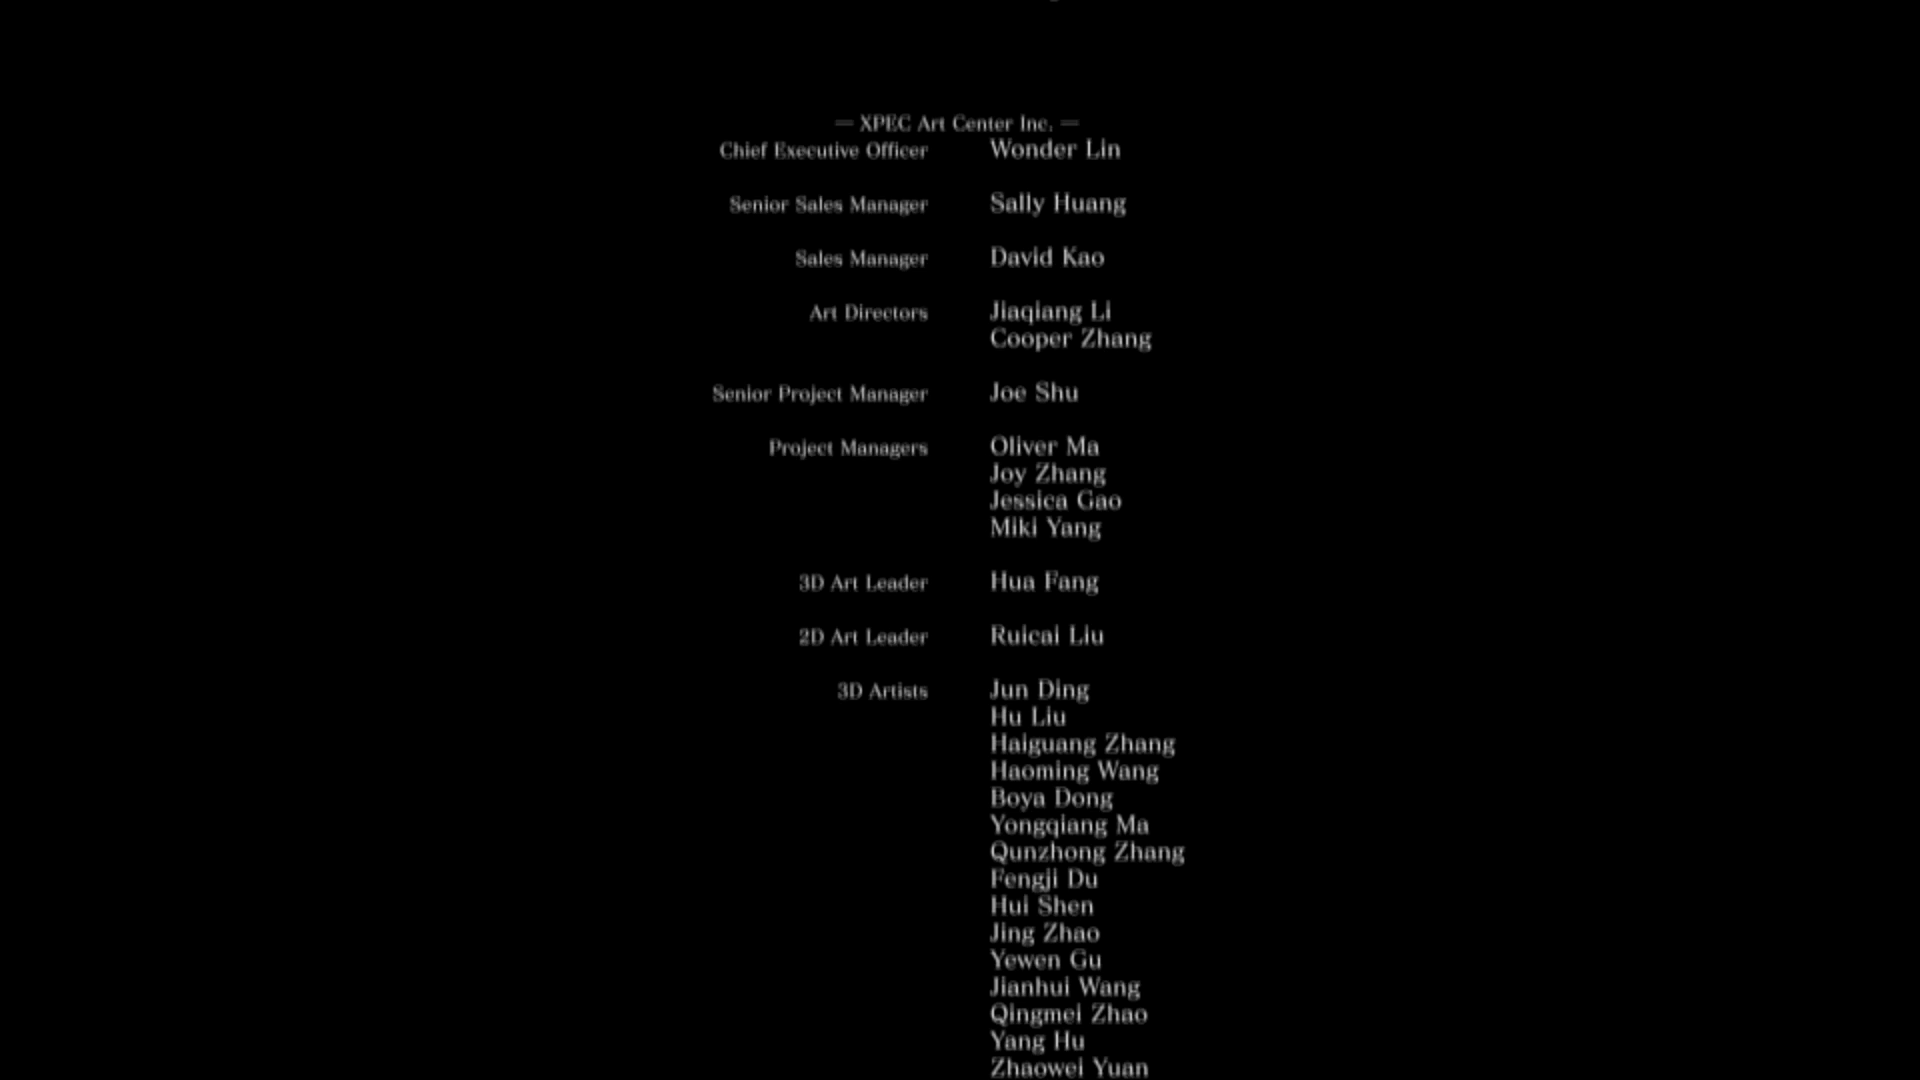 — XPEC Art Center Inc. —
Chief Executive Officer Wonder Lin
Senior Sales Manager Sally Huang
Sales Manager David Kao
Art Directors Jiaqiang Li
Cooper Zhang
Senior Project Manager Joe Shu
Project Managers Oliver Ma
Joy Zhang
Jessica Gao
Miki Yang
3D Art Leader Hua Fang
2D Art Leader Ruicai Liu
3D Artists Jun Ding
Hu Liu
Haiguang Zhang
Haoming Wang
Boya Dong
Yongqiang Ma
Qunzhong Zhang
Fengji Du
Hui Shen
Jing Zhao
Yewen Gu
Jianhui Wang
Qingmei Zhao
Yang Hu
Zhaowei Yuan